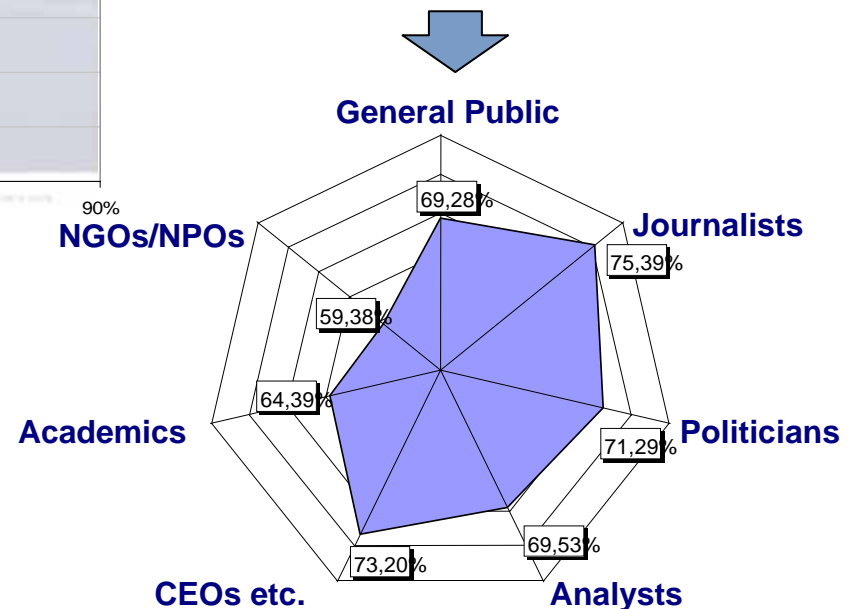 General Public
69,28%
90%
NGOs/NPOs
Journalists
75,39%
59,38%
64,39%
Academics
Politicians
71,29%
69,53%
73,20%
CEOs etc.
Analysts